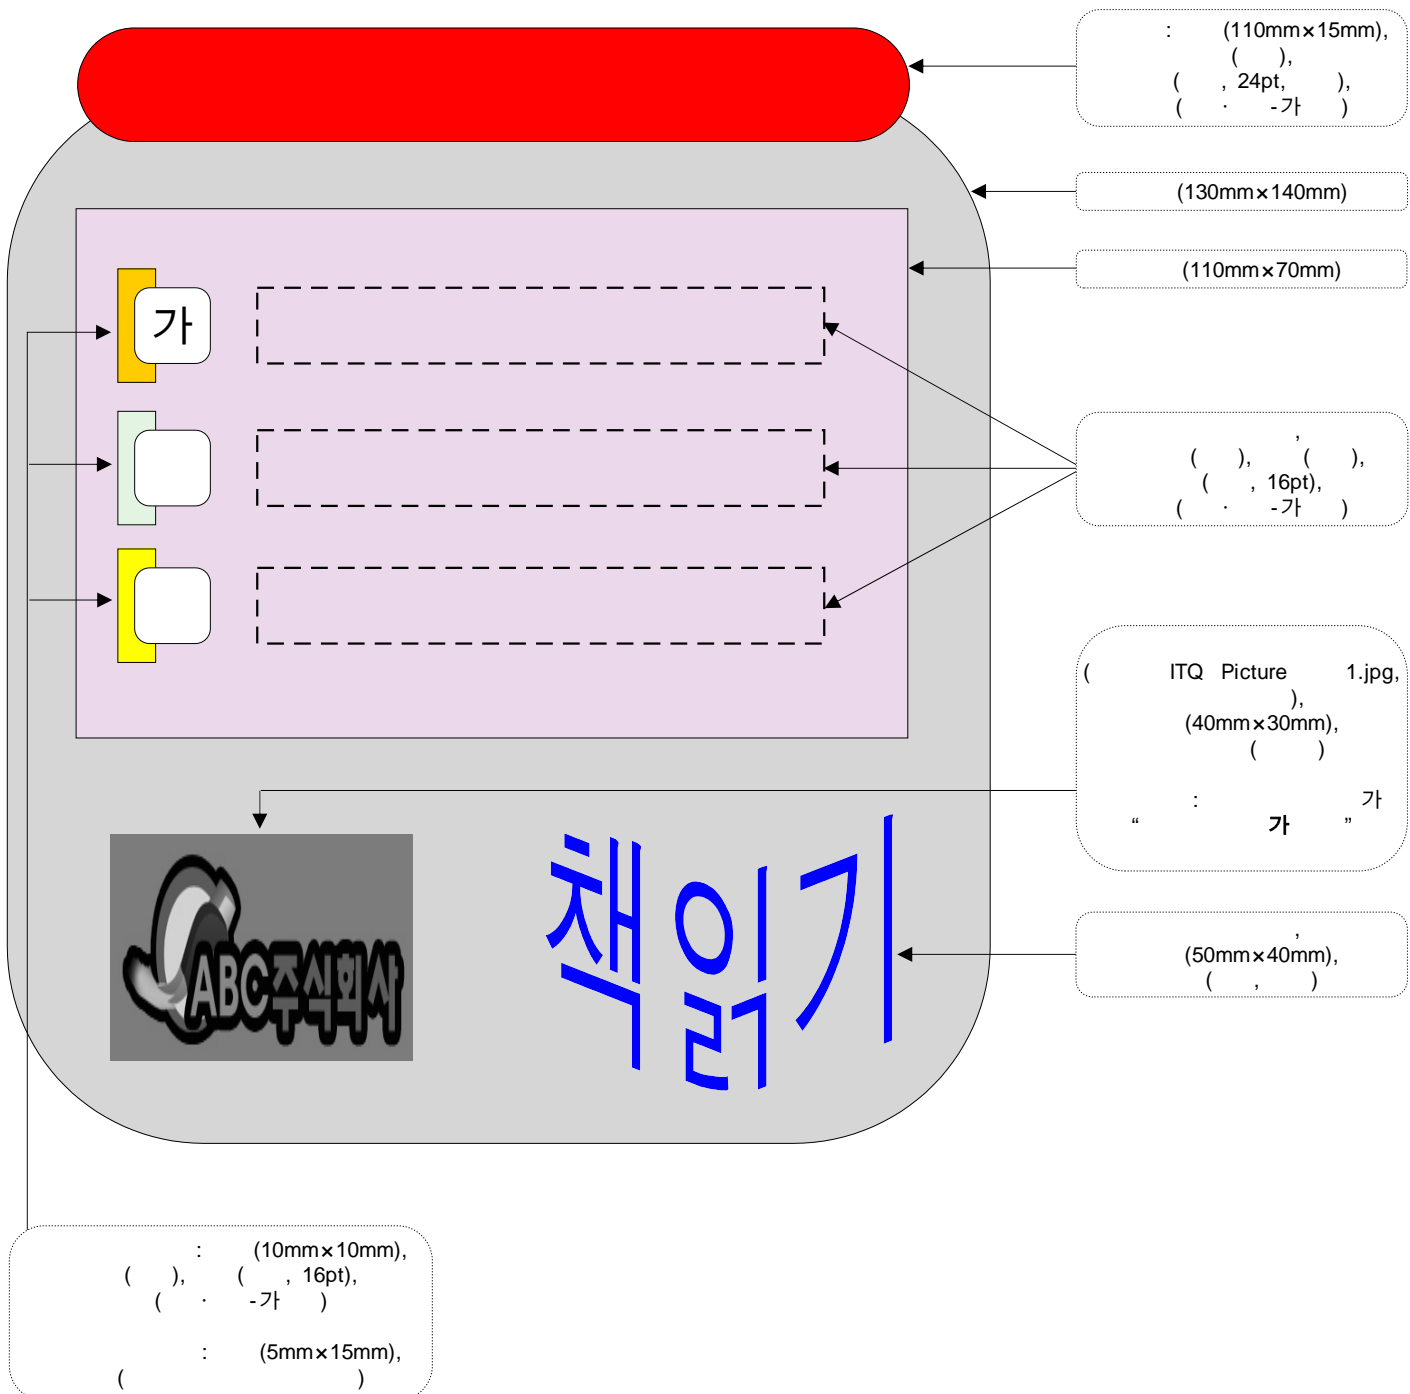 : (110mm×15mm),
( ),
( , 24pt, ),
( · -가 )
(130mm×140mm)
(110mm×70mm)
가
,
( ), ( ),
( , 16pt),
( · -가 )
( ITQ Picture 1.jpg,
),
(40mm×30mm),
( )
: 가
“ 가 ”
ABC주식회사
책읽기
,
(50mm×40mm),
( , )
: (10mm×10mm),
( ), ( , 16pt),
( · -가 )
: (5mm×15mm),
( )